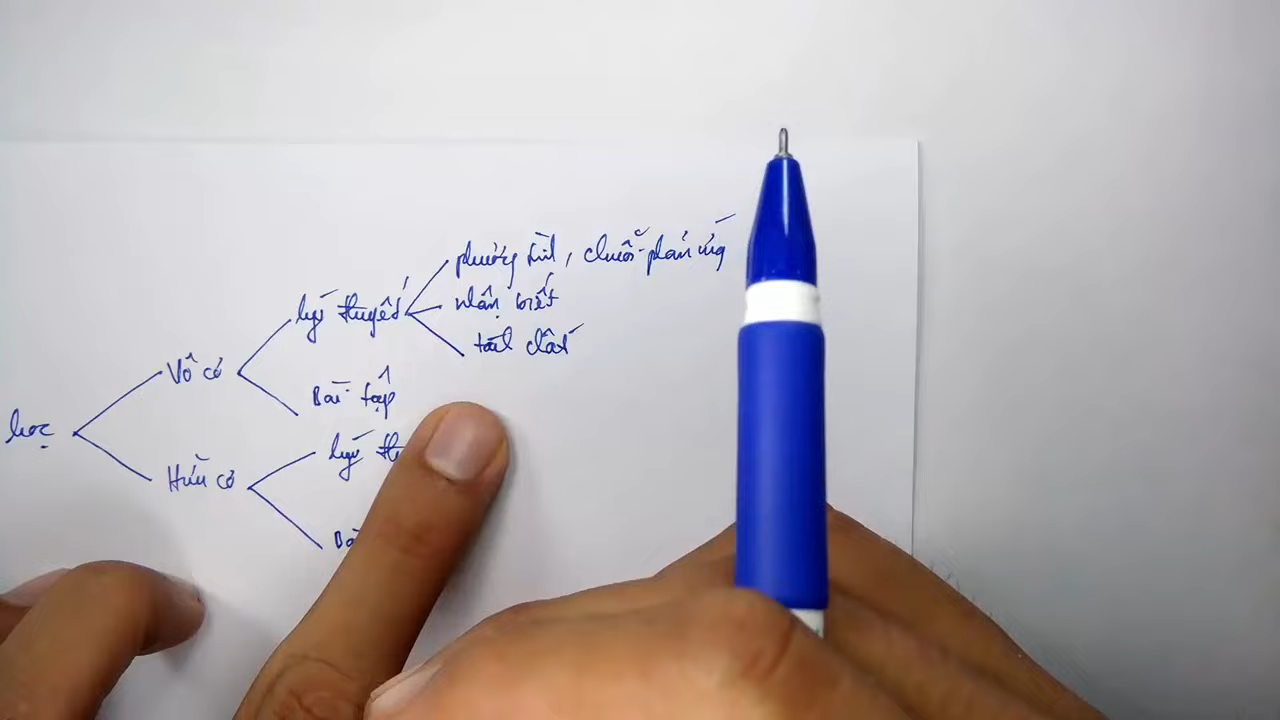 phương trình, chuỗi phản ứng
nhận biết
lý thuyết
tách chất
Vô cơ
Bài tập
học
lý th
Hữu cơ
Bà